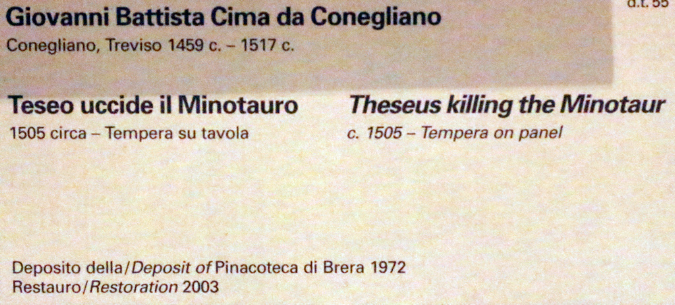 d.t. 55
Giovanni Battista Cima da Conegliano
Conegliano, Treviso 1459 c. – 1517 c.
Teseo uccide il Minotauro
1505 circa – Tempera su tavola
Theseus killing the Minotaur
c. 1505 – Tempera on panel
Deposito della/Deposit of Pinacoteca di Brera 1972
Restauro/Restoration 2003